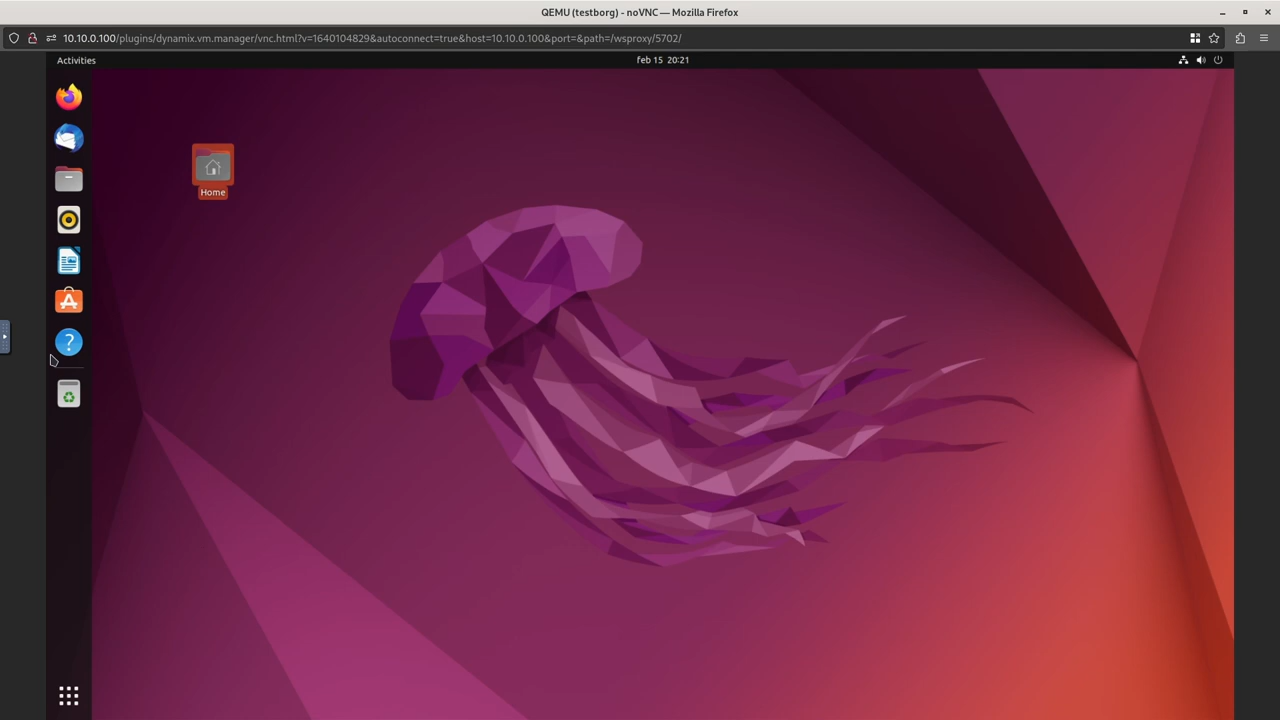 QEMU (testborg) - noVNC — Mozilla Firefox
10.10.0.100/plugins/dynamix.vm.manager/vnc.html?v=1640104829&autoconnect=true&host=10.10.0.100&port=&path=/wsproxy/5702/
Activities
feb 15 20:21
Home